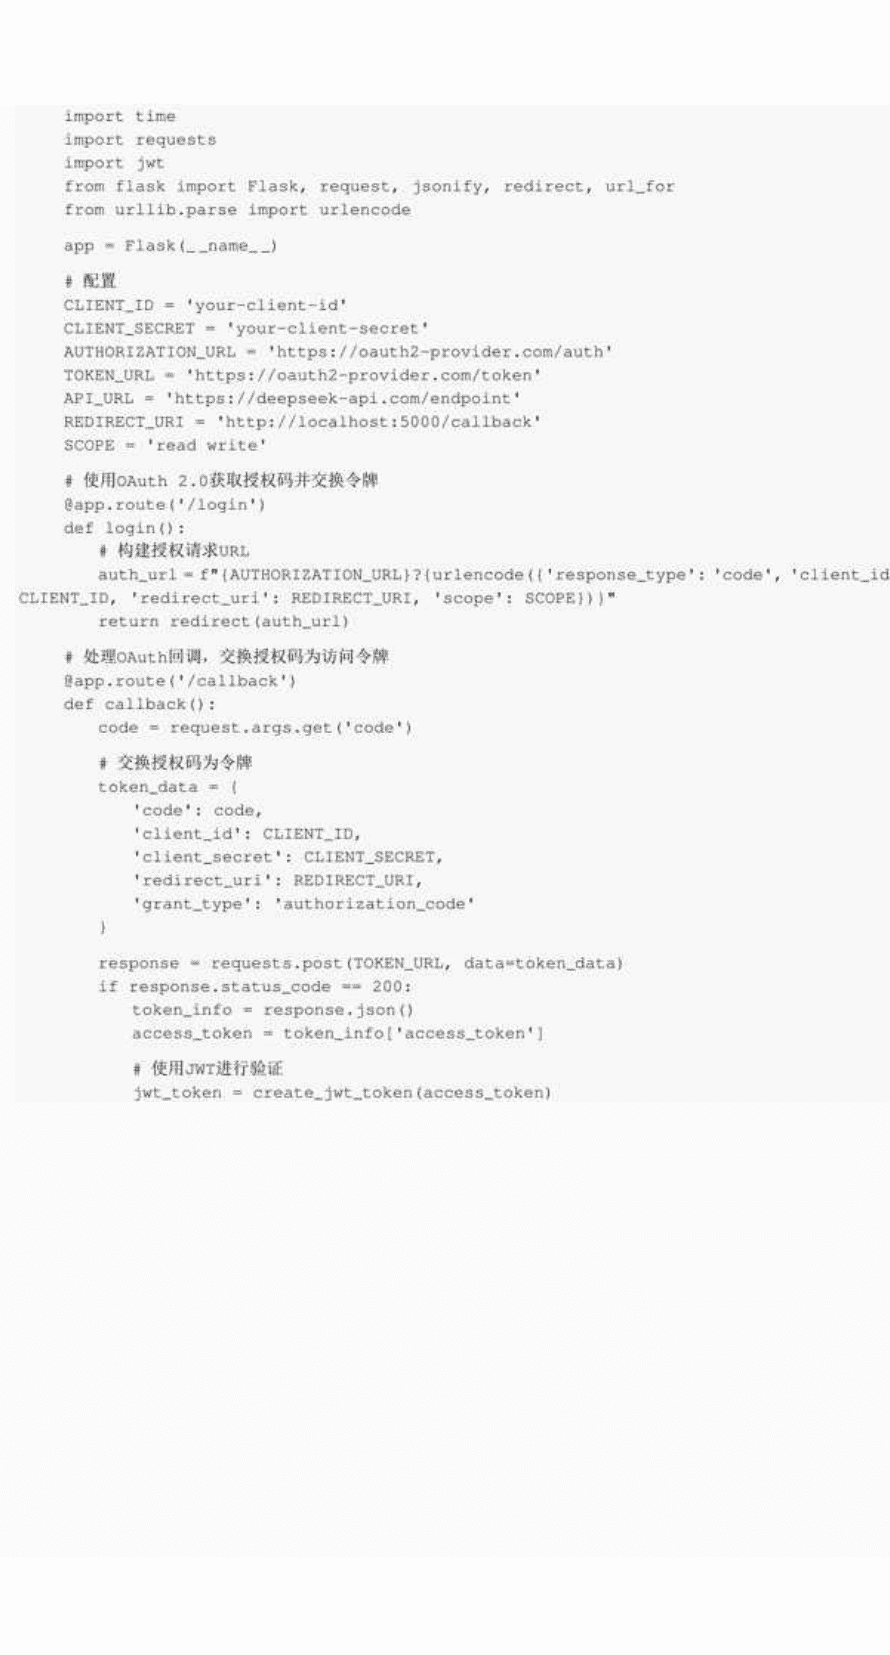 import time
import requests
import jwt
from flask import Flask, request, jsonify, redirect, url_for
from urllib.parse import urlencode
app = Flask(__name__)
# 配置
CLIENT_ID = 'your-client-id'
CLIENT_SECRET = 'your-client-secret'
AUTHORIZATION_URL = 'https://oauth2-provider.com/auth'
TOKEN_URL = 'https://oauth2-provider.com/token'
API_URL = 'https://deepseek-api.com/endpoint'
REDIRECT_URI = 'http://localhost:5000/callback'
SCOPE = 'read write'
# 使用OAuth 2.0获取授权码并交换令牌
@app.route('/login')
def login():
# 构建授权请求URL
auth_url = f"{AUTHORIZATION_URL}?{urlencode({'response_type': 'code', 'client_id
CLIENT_ID, 'redirect_uri': REDIRECT_URI, 'scope': SCOPE})}"
return redirect(auth_url)
# 处理OAuth回调，交换授权码为访问令牌
@app.route('/callback')
def callback():
code = request.args.get('code')
# 交换授权码为令牌
token_data = {
'code': code,
'client_id': CLIENT_ID,
'client_secret': CLIENT_SECRET,
'redirect_uri': REDIRECT_URI,
'grant_type': 'authorization_code'
}
response = requests.post(TOKEN_URL, data=token_data)
if response.status_code == 200:
token_info = response.json()
access_token = token_info['access_token']
# 使用JWT进行验证
jwt_token = create_jwt_token(access_token)